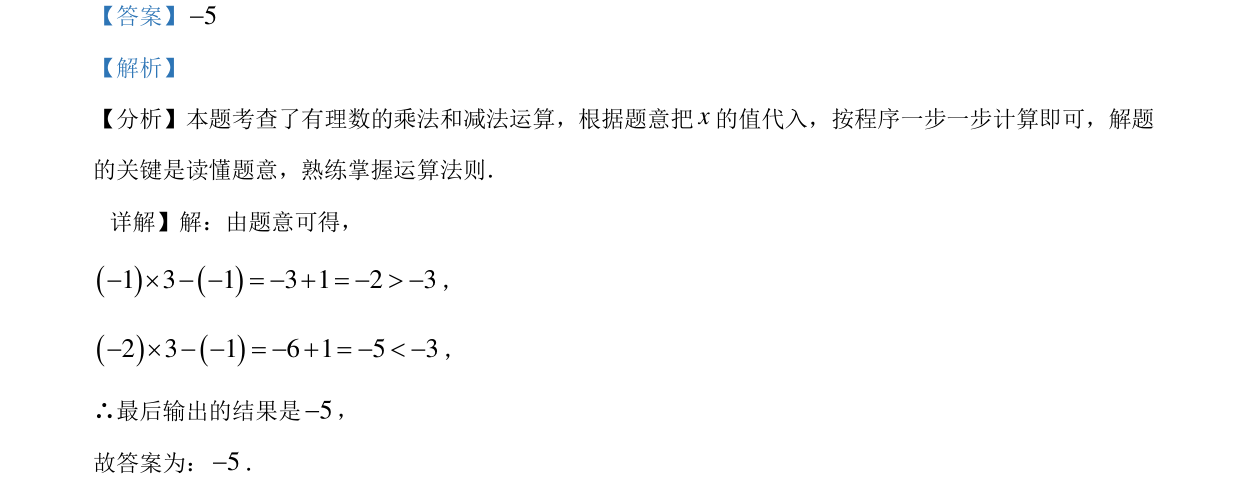 【答案】−5
【解析】
【分析】本题考查了有理数的乘法和减法运算，根据题意把 x 的值代入，按程序一步一步计算即可，解题
的关键是读懂题意，熟练掌握运算法则．
详解】解：由题意可得，
(−1)×3−(−1)=−3+1=−2>−3，
(−2)×3−(−1)=−6+1=−5<−3，
∴最后输出的结果是−5，
故答案为：−5．